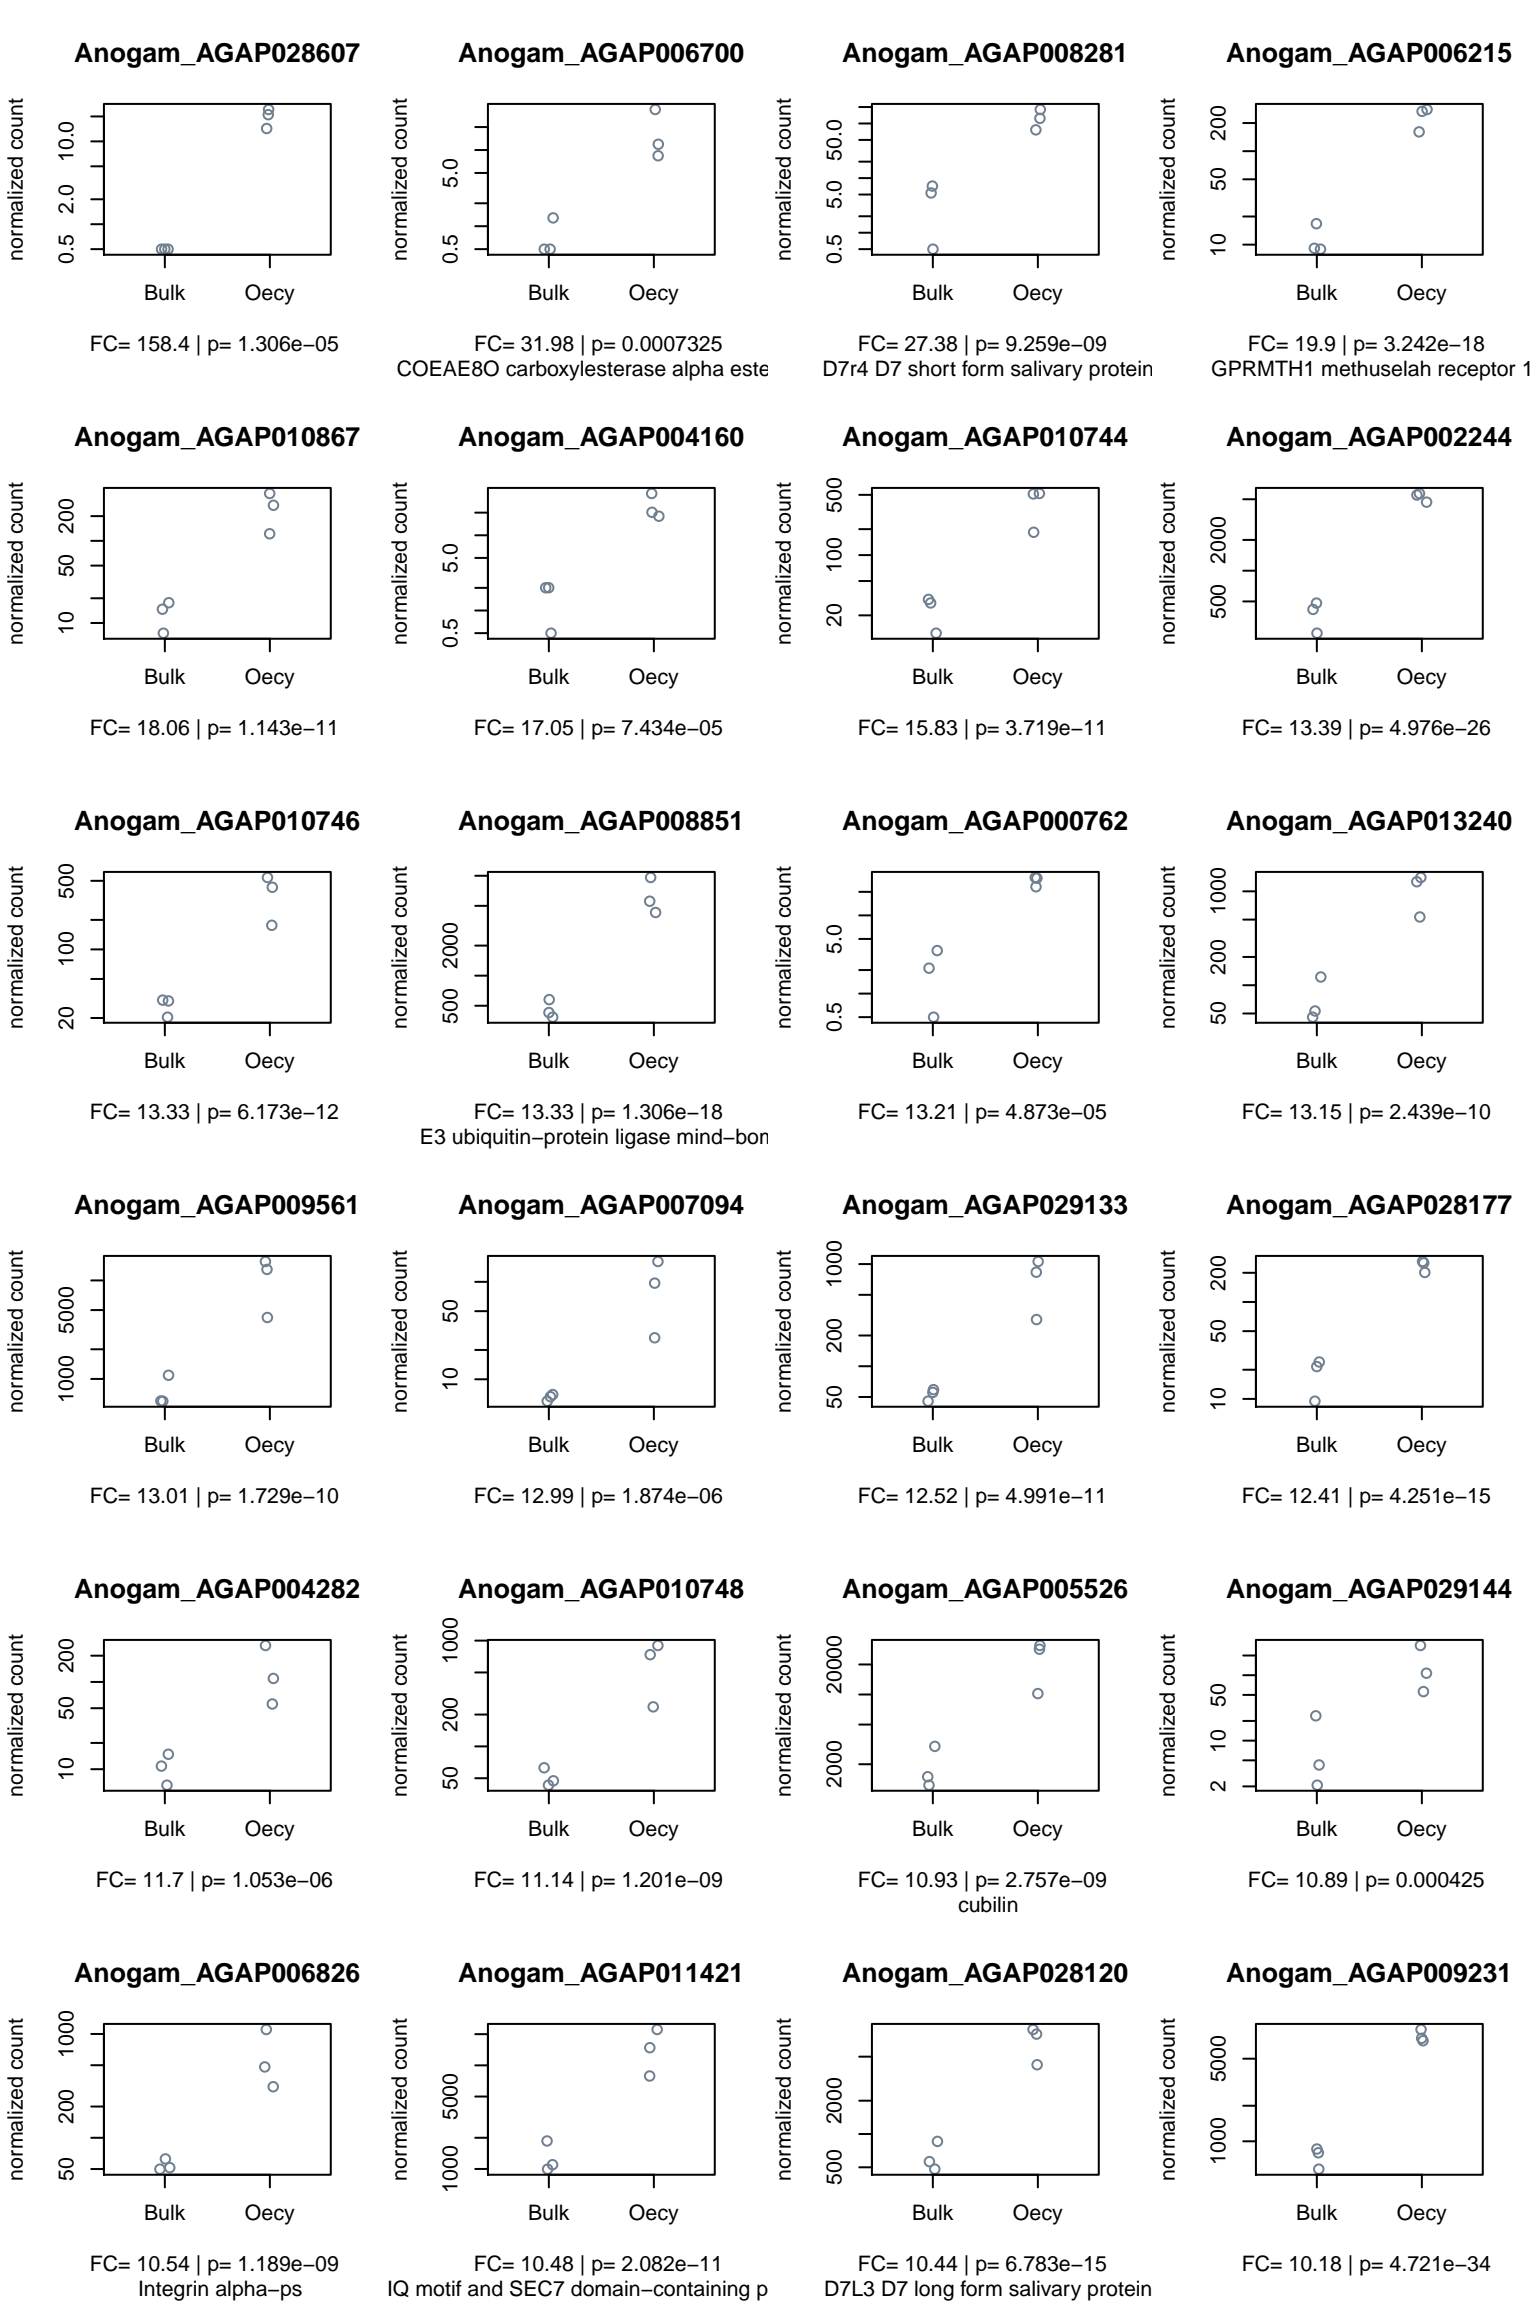 Anogam_AGAP028607
normalized count
0.5 2.0 10.0
Bulk Oecy
FC= 158.4 | p= 1.306e−05
Anogam_AGAP006700
normalized count
0.5 5.0
Bulk Oecy
FC= 31.98 | p= 0.0007325
COEAE8O carboxylesterase alpha este
Anogam_AGAP008281
normalized count
0.5 5.0 50.0
Bulk Oecy
FC= 27.38 | p= 9.259e−09
D7r4 D7 short form salivary protein
Anogam_AGAP006215
normalized count
10 50 200
Bulk Oecy
FC= 19.9 | p= 3.242e−18
GPRMTH1 methuselah receptor 1
Anogam_AGAP010867
normalized count
10 50 200
Bulk Oecy
FC= 18.06 | p= 1.143e−11
Anogam_AGAP004160
normalized count
0.5 5.0
Bulk Oecy
FC= 17.05 | p= 7.434e−05
Anogam_AGAP010744
normalized count
20 100 500
Bulk Oecy
FC= 15.83 | p= 3.719e−11
Anogam_AGAP002244
normalized count
500 2000
Bulk Oecy
FC= 13.39 | p= 4.976e−26
Anogam_AGAP010746
normalized count
20 100 500
Bulk Oecy
FC= 13.33 | p= 6.173e−12
Anogam_AGAP008851
normalized count
500 2000
Bulk Oecy
FC= 13.33 | p= 1.306e−18
E3 ubiquitin−protein ligase mind−bon
Anogam_AGAP000762
normalized count
0.5 5.0
Bulk Oecy
FC= 13.21 | p= 4.873e−05
Anogam_AGAP013240
normalized count
50 200 1000
Bulk Oecy
FC= 13.15 | p= 2.439e−10
Anogam_AGAP009561
normalized count
1000 5000
Bulk Oecy
FC= 13.01 | p= 1.729e−10
Anogam_AGAP007094
normalized count
10 50
Bulk Oecy
FC= 12.99 | p= 1.874e−06
Anogam_AGAP029133
normalized count
50 200 1000
Bulk Oecy
FC= 12.52 | p= 4.991e−11
Anogam_AGAP028177
normalized count
10 50 200
Bulk Oecy
FC= 12.41 | p= 4.251e−15
Anogam_AGAP004282
normalized count
10 50 200
Bulk Oecy
FC= 11.7 | p= 1.053e−06
Anogam_AGAP010748
normalized count
50 200 1000
Bulk Oecy
FC= 11.14 | p= 1.201e−09
Anogam_AGAP005526
normalized count
2000 20000
Bulk Oecy
FC= 10.93 | p= 2.757e−09
cubilin
Anogam_AGAP029144
normalized count
2 10 50
Bulk Oecy
FC= 10.89 | p= 0.000425
Anogam_AGAP006826
normalized count
50 200 1000
Bulk Oecy
FC= 10.54 | p= 1.189e−09
Integrin alpha−ps
Anogam_AGAP011421
normalized count
1000 5000
Bulk Oecy
FC= 10.48 | p= 2.082e−11
IQ motif and SEC7 domain−containing p
Anogam_AGAP028120
normalized count
500 2000
Bulk Oecy
FC= 10.44 | p= 6.783e−15
D7L3 D7 long form salivary protein
Anogam_AGAP009231
normalized count
1000 5000
Bulk Oecy
FC= 10.18 | p= 4.721e−34